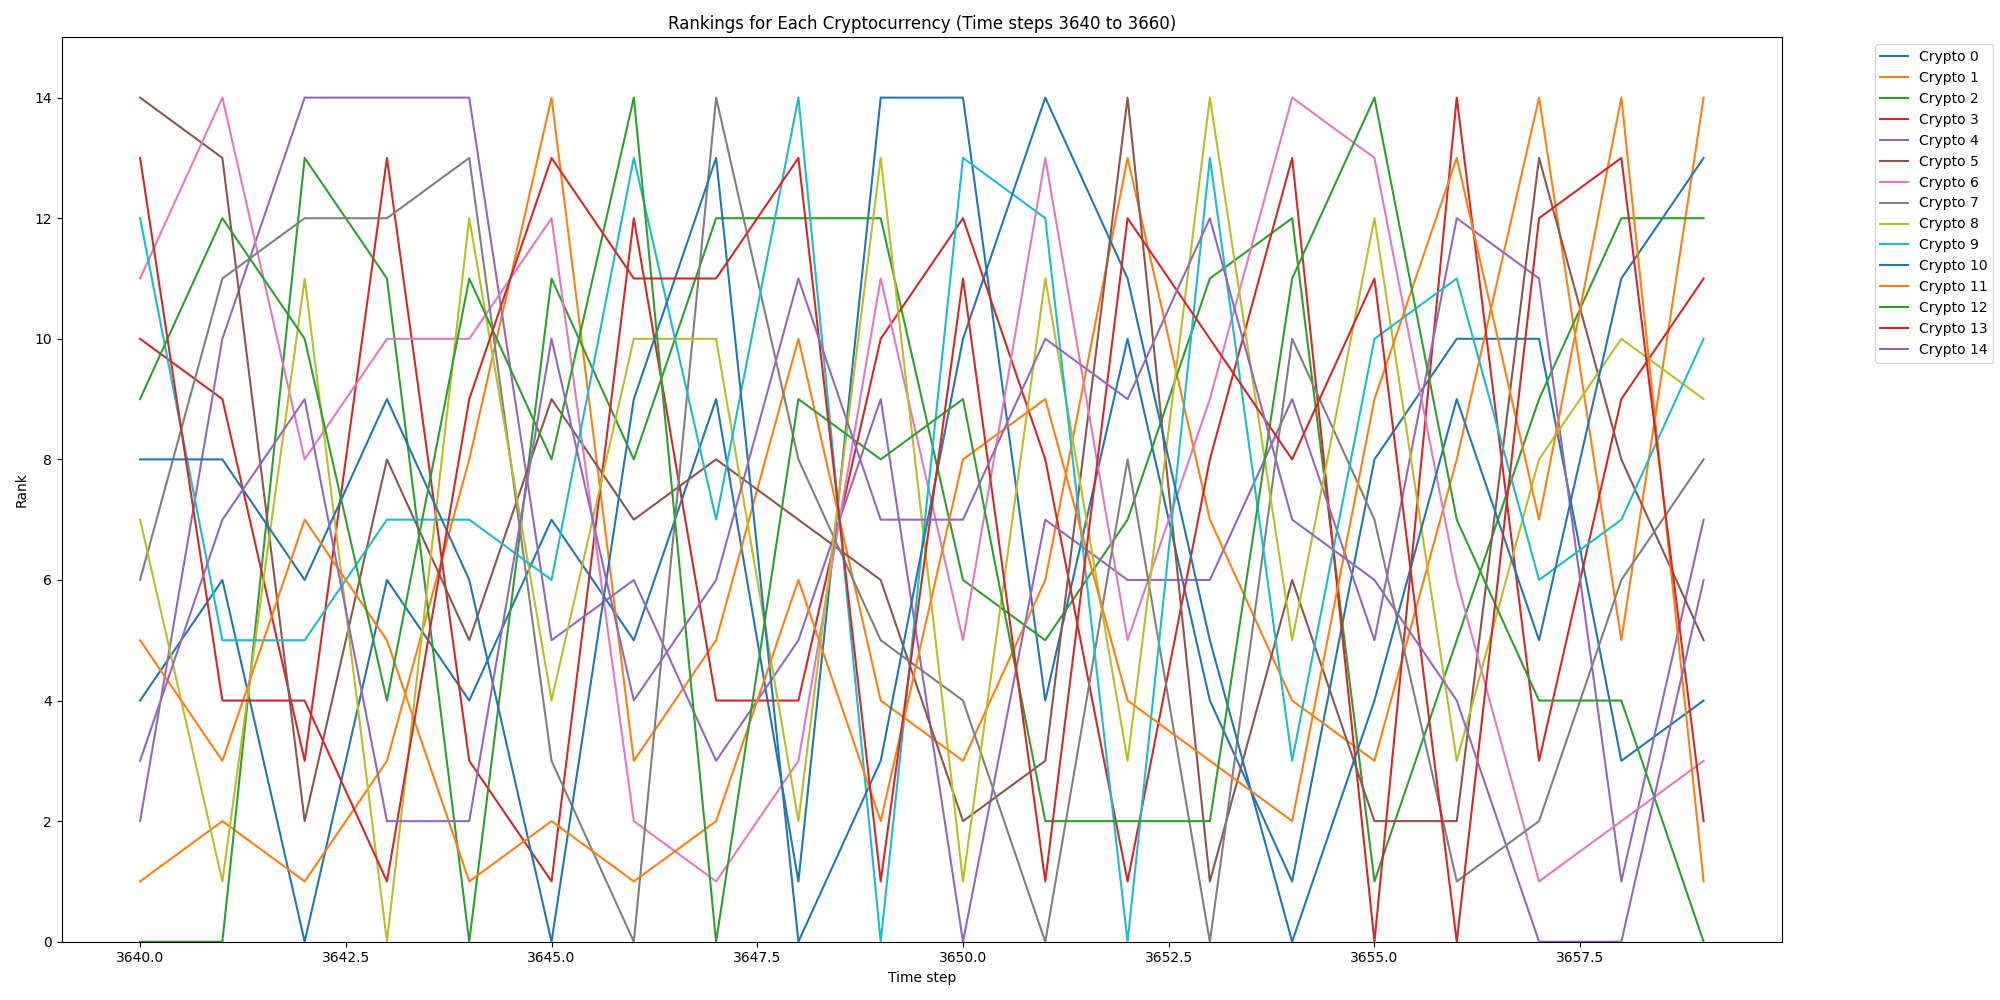 Rankings for Each Cryptocurrency (Time steps 3640 to 3660)
Rank
14
12
10
8
6
4
2
0
3640.0 3642.5 3645.0 3647.5 3650.0 3652.5 3655.0 3657.5
Time step
Crypto 0
Crypto 1
Crypto 2
Crypto 3
Crypto 4
Crypto 5
Crypto 6
Crypto 7
Crypto 8
Crypto 9
Crypto 10
Crypto 11
Crypto 12
Crypto 13
Crypto 14